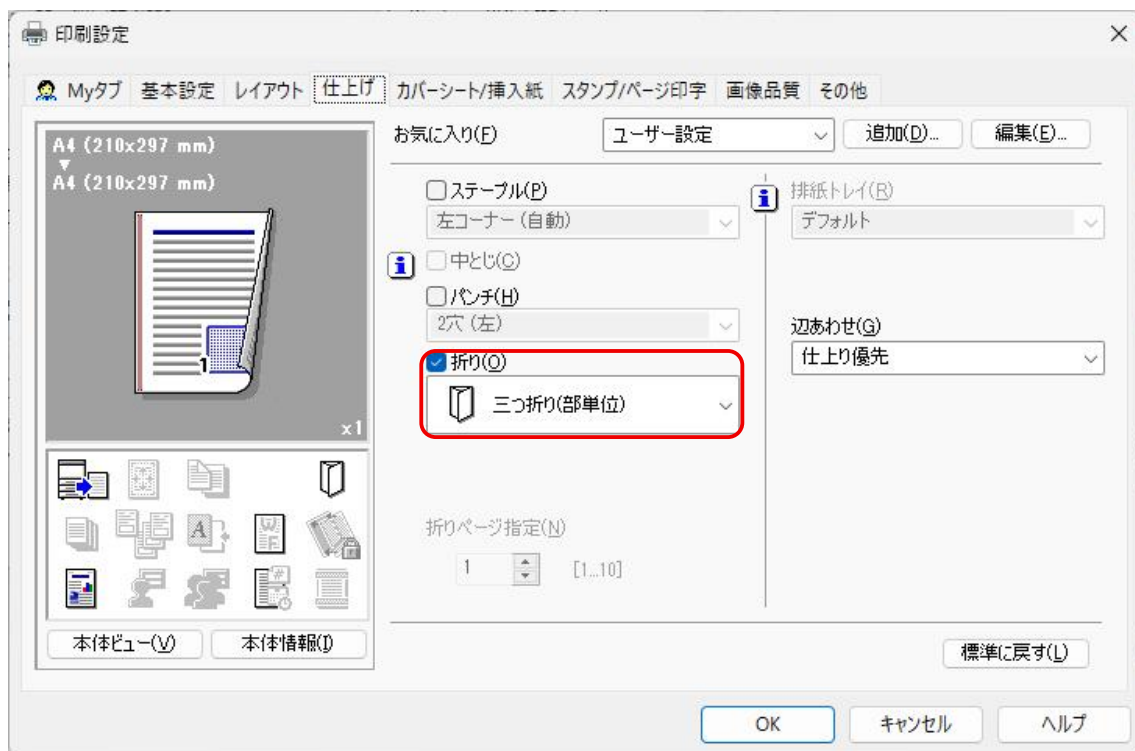 印刷設定
Myタブ 基本設定 レイアウト 仕上げ カバーシート/挿入紙 スタンプ/ページ印字 画像品質 その他
A4 (210x297 mm)
A4 (210x297 mm)
1
x1
本体ビュー(V) 本体情報(I)
お気に入り(F) ユーザー設定 追加(D)... 編集(E)...
ステープル(P)
左コーナー (自動)
中とじ(C)
パンチ(H)
2穴 (左)
折り(O)
三つ折り(部単位)
折りページ指定(N)
1 [1...10]
排紙トレイ(R)
デフォルト
辺あわせ(G)
仕上り優先
標準に戻す(L)
OK キャンセル ヘルプ